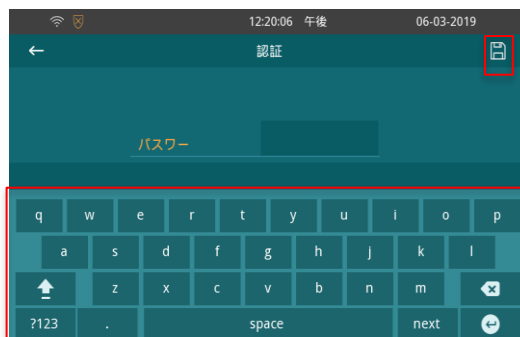 12:20:06 午後 06-03-2019
認証
パスワー
q w e r t y u i o p
a s d f g h j k l
z x c v b n m
?123 . space next